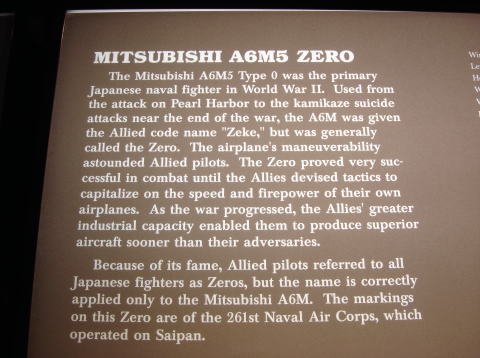 MITSUBISHI A6M5 ZERO
The Mitsubishi A6M5 Type 0 was the primary
Japanese naval fighter in World War II. Used from
the attack on Pearl Harbor to the kamikaze suicide
attacks near the end of the war, the A6M was given
the Allied code name "Zeke," but was generally
called the Zero. The airplane's maneuverability
astounded Allied pilots. The Zero proved very suc-
cessful in combat until the Allies devised tactics to
capitalize on the speed and firepower of their own
airplanes. As the war progressed, the Allies' greater
industrial capacity enabled them to produce superior
aircraft sooner than their adversaries.
Because of its fame, Allied pilots referred to all
Japanese fighters as Zeros, but the name is correctly
applied only to the Mitsubishi A6M. The markings
on this Zero are of the 261st Naval Air Corps, which
operated on Saipan.